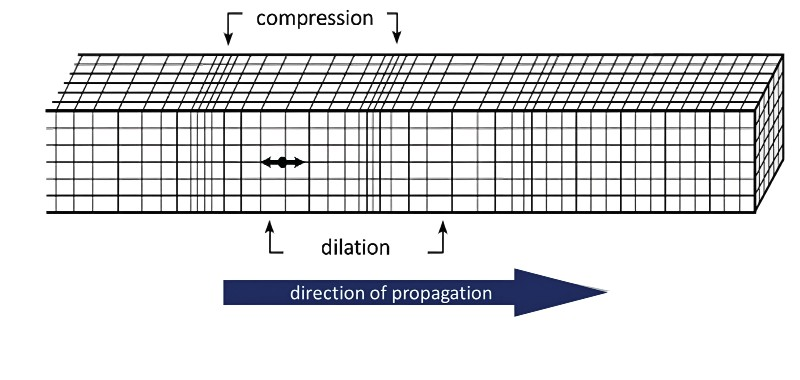 compression
dilation
direction of propagation